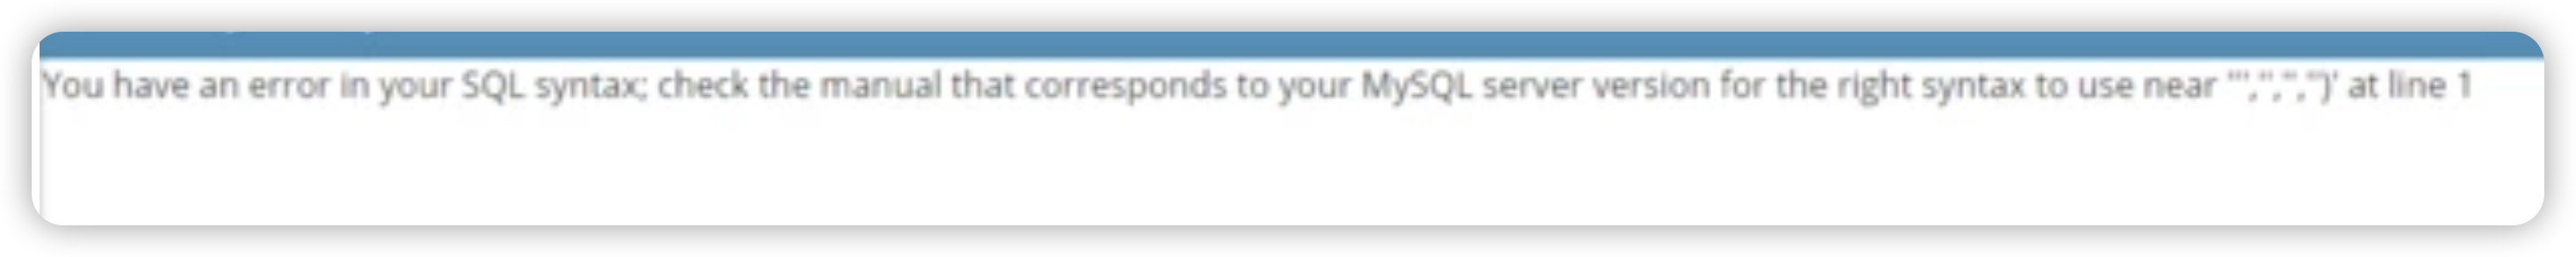 You have an error in your SQL syntax; check the manual that corresponds to your MySQL server version for the right syntax to use near ''','','','')' at line 1